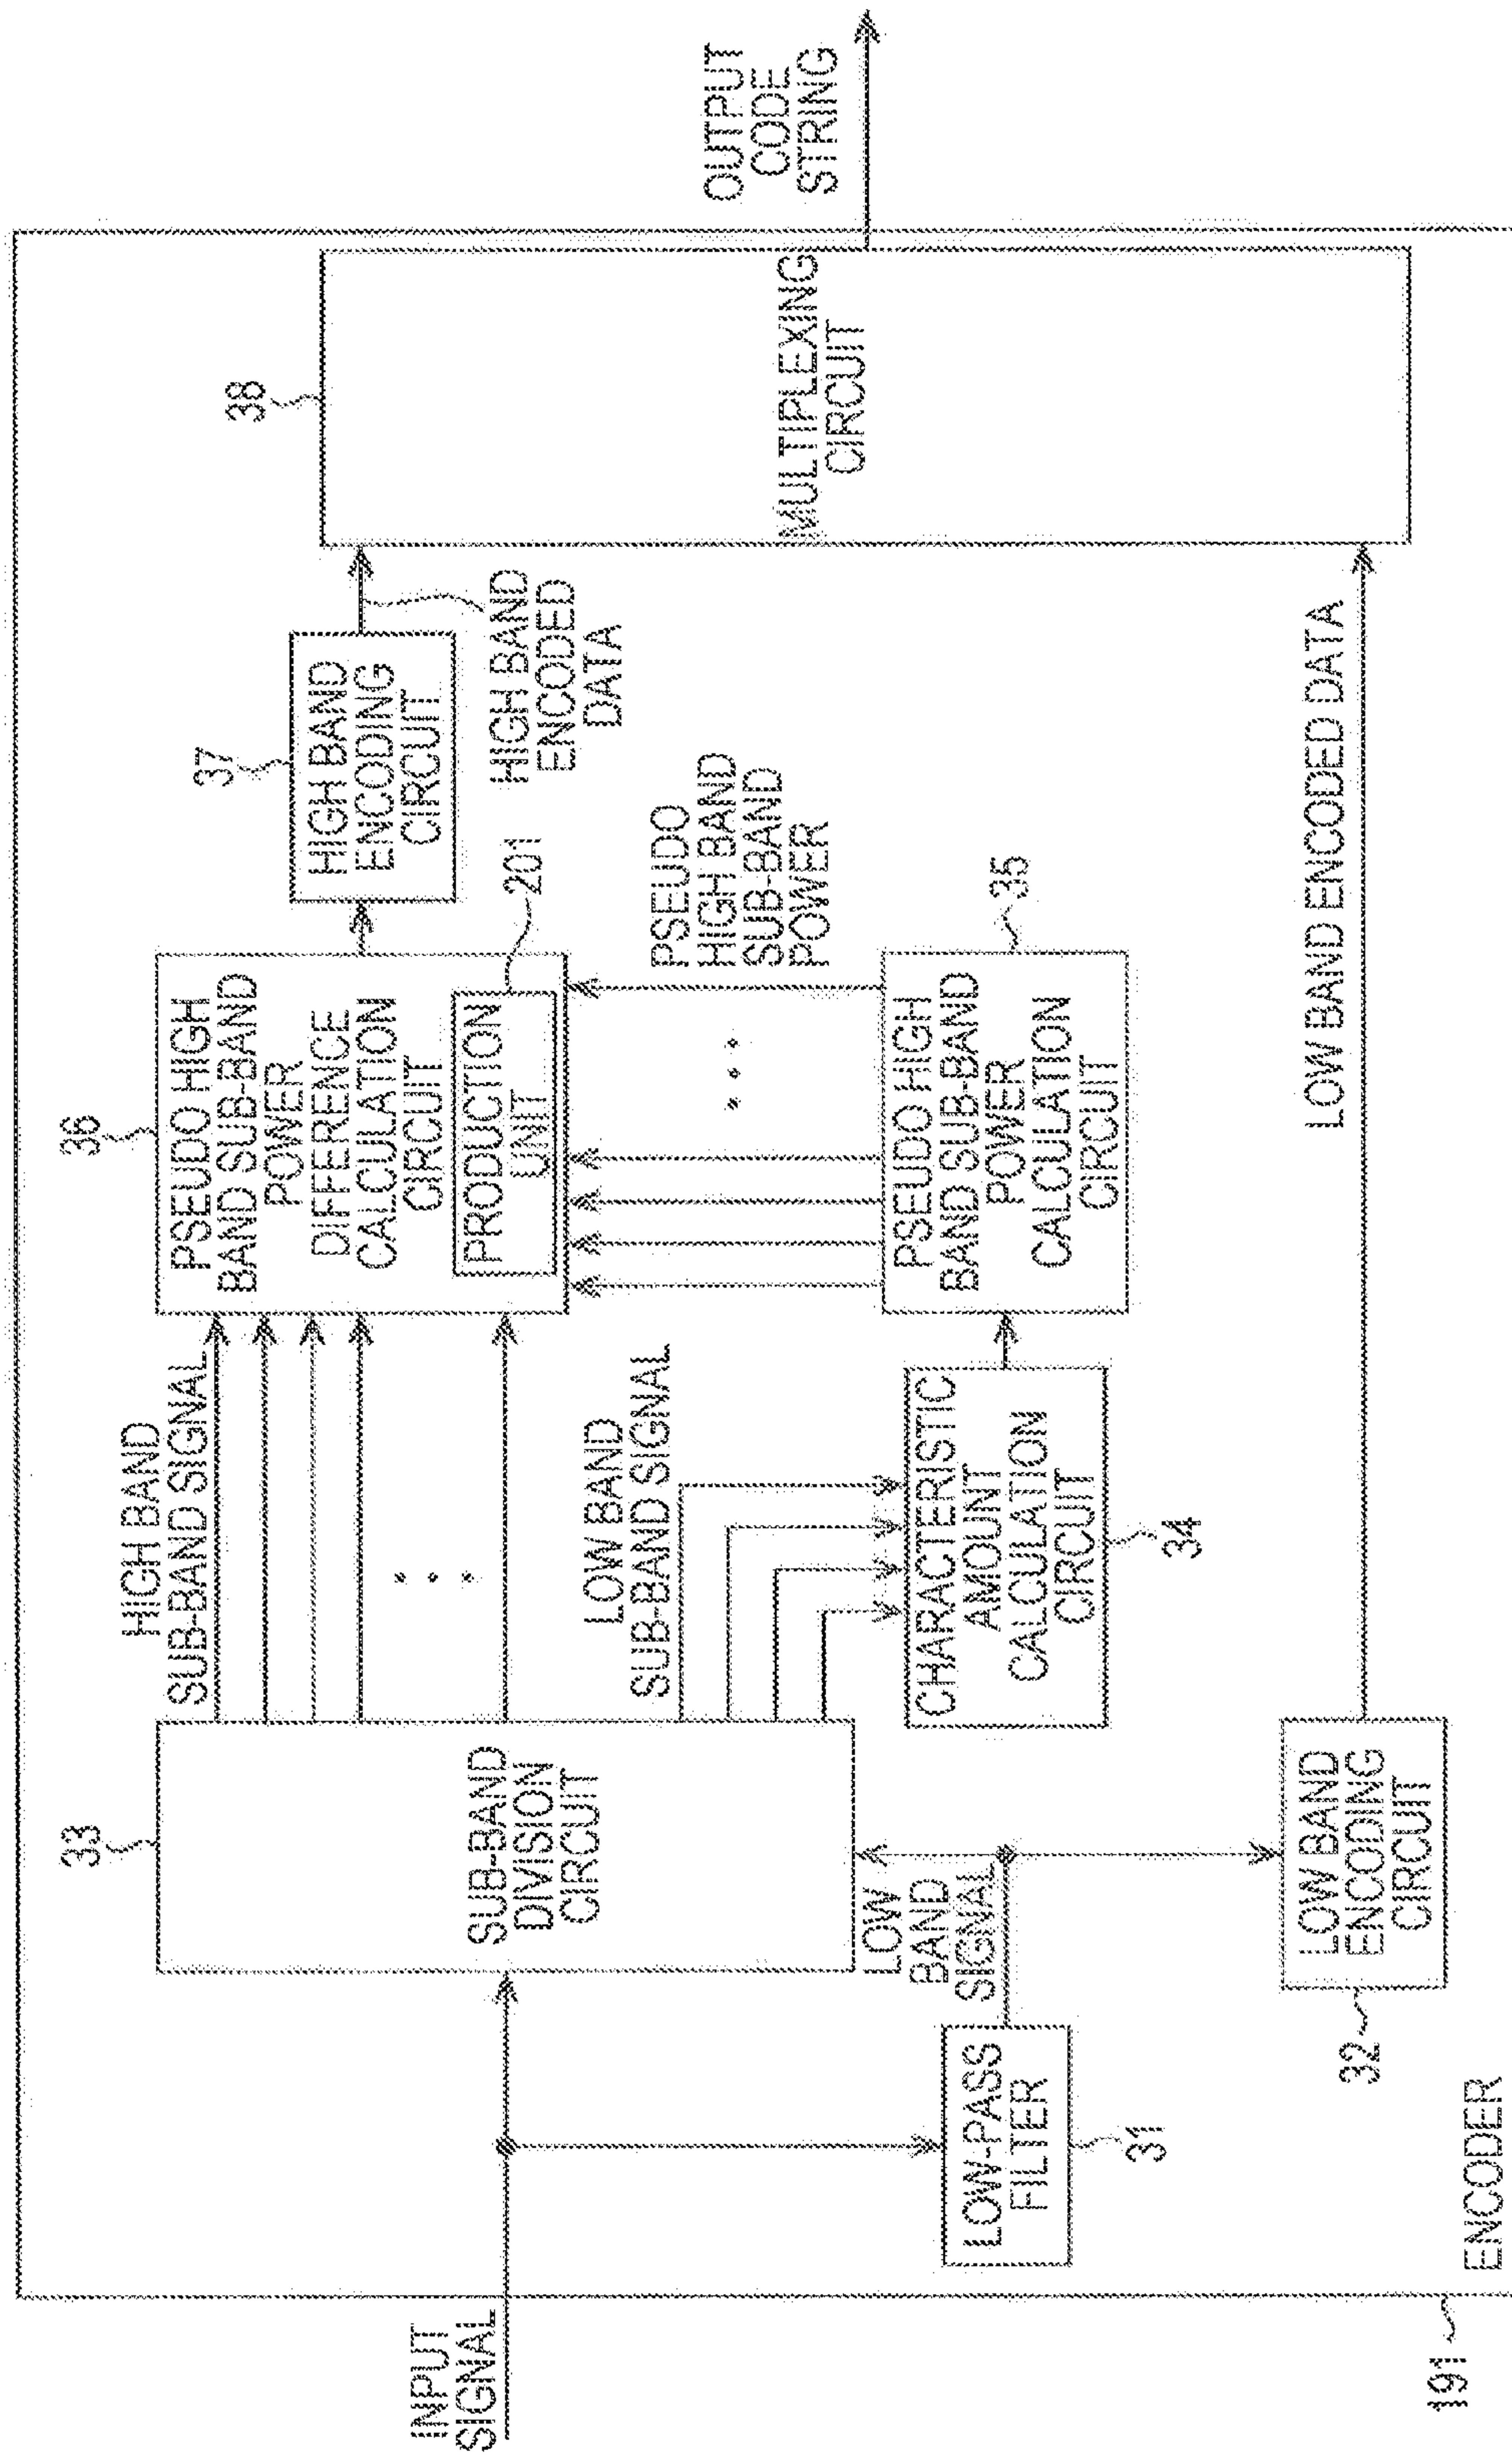 INPUT
SIGNAL
191
ENCODER
33
SUB-BAND
DIVISION
CIRCUIT
LOW
BAND
SIGNAL
LOW-PASS
FILTER
31
32
LOW BAND
ENCODING
CIRCUIT
HIGH BAND
SUB-BAND SIGNAL
LOW BAND
SUB-BAND SIGNAL
CHARACTERISTIC
AMOUNT
CALCULATION
CIRCUIT
34
36
PSEUDO HIGH
BAND SUB-BAND
POWER
DIFFERENCE
CALCULATION
CIRCUIT
PRODUCTION
UNIT
201
PSEUDO
HIGH BAND
SUB-BAND
POWER
35
PSEUDO HIGH
BAND SUB-BAND
POWER
CALCULATION
CIRCUIT
37
HIGH BAND
ENCODING
CIRCUIT
HIGH BAND
ENCODED
DATA
LOW BAND ENCODED DATA
38
MULTIPLEXING
CIRCUIT
OUTPUT
CODE
STRING